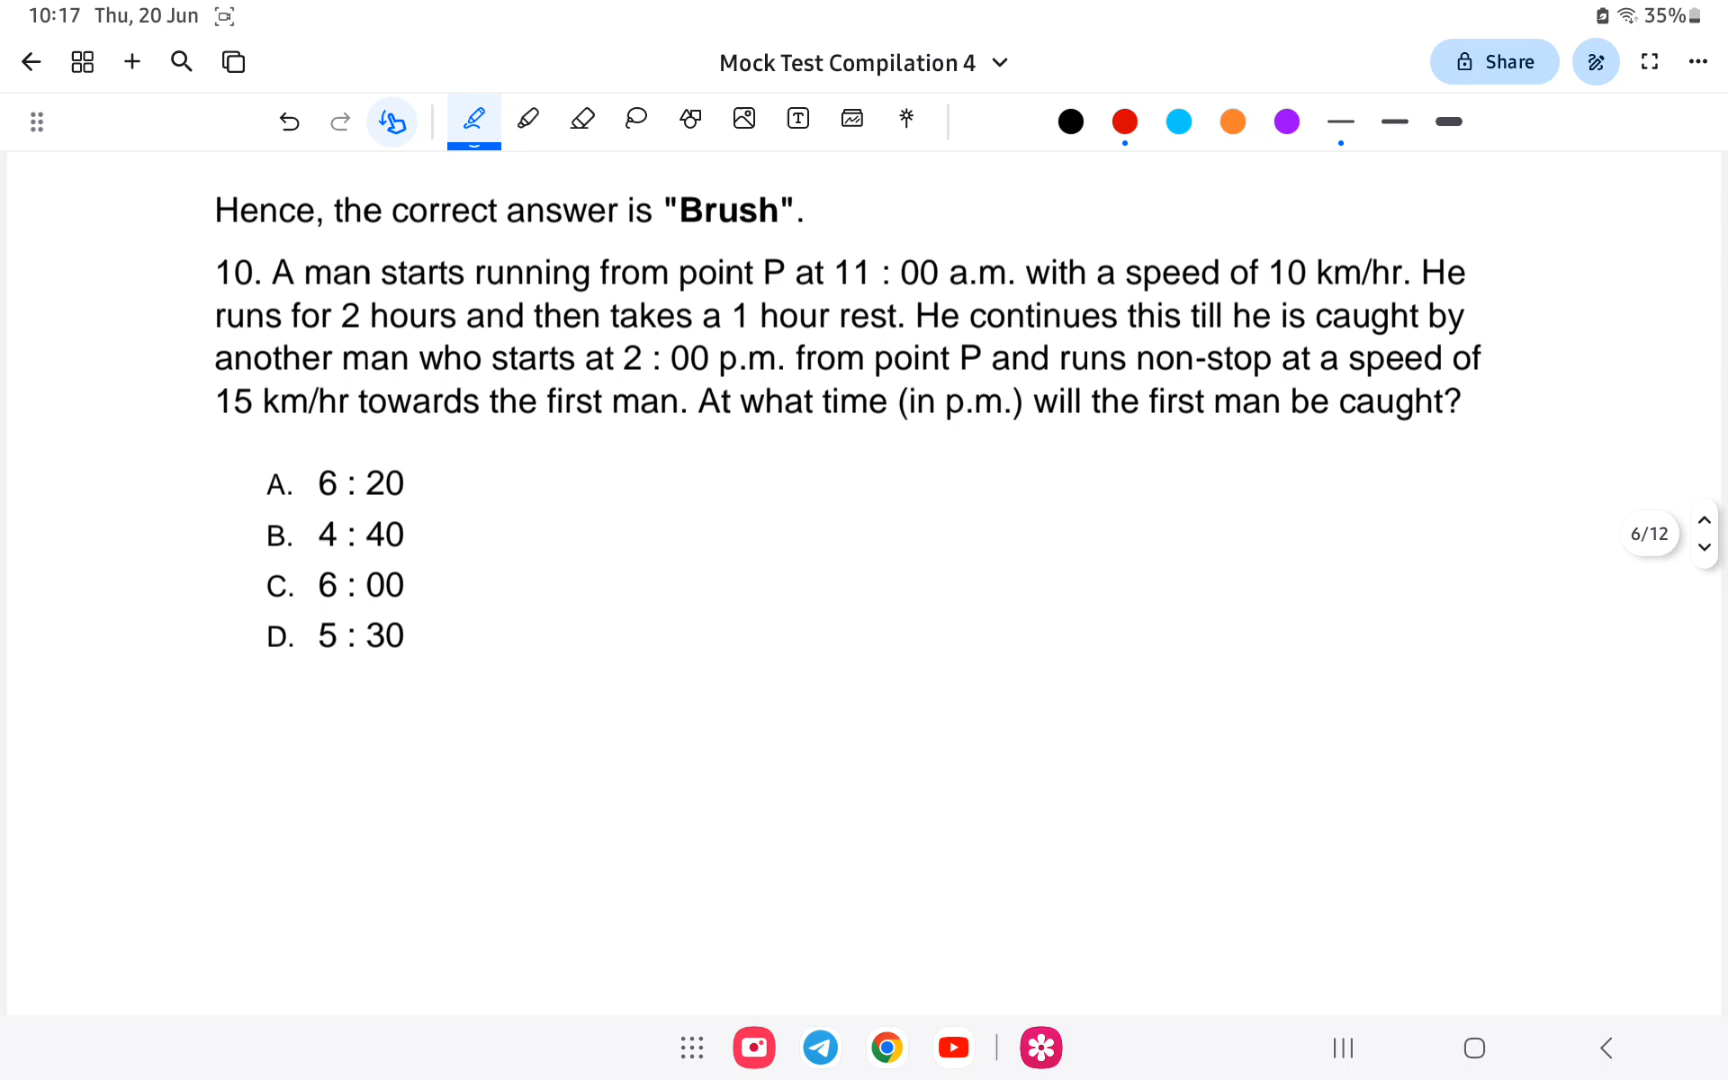 10:17 Thu, 20 Jun
35%
Mock Test Compilation 4
Share
Hence, the correct answer is "Brush".
10. A man starts running from point P at 11 : 00 a.m. with a speed of 10 km/hr. He
runs for 2 hours and then takes a 1 hour rest. He continues this till he is caught by
another man who starts at 2 : 00 p.m. from point P and runs non-stop at a speed of
15 km/hr towards the first man. At what time (in p.m.) will the first man be caught?
A. 6 : 20
B. 4 : 40
C. 6 : 00
D. 5 : 30
6/12